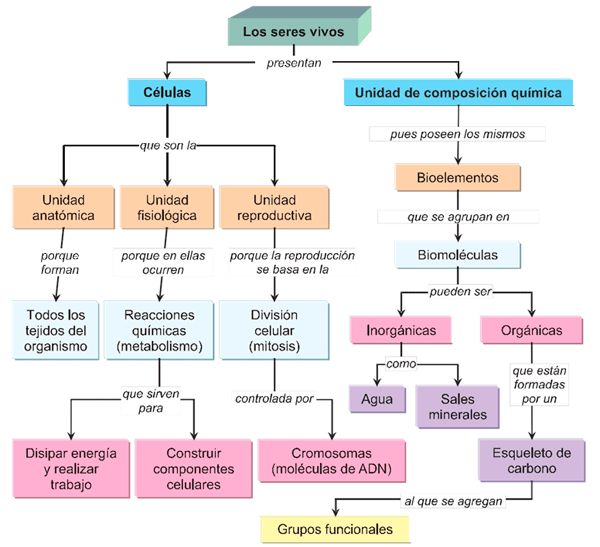 Los seres vivos
presentan
Células
Unidad de composición química
que son la
pues poseen los mismos
Unidad
anatómica
Unidad
fisiológica
Unidad
reproductiva
Bioelementos
que se agrupan en
porque
forman
porque en ellas
ocurren
porque la reproducción
se basa en la
Biomoléculas
pueden ser
Todos los
tejidos del
organismo
Reacciones
químicas
(metabolismo)
División
celular
(mitosis)
Inorgánicas
Orgánicas
como
que están
formadas
por un
que sirven
para
controlada por
Agua
Sales
minerales
Disipar energía
y realizar
trabajo
Construir
componentes
celulares
Cromosomas
(moléculas de ADN)
Esqueleto de
carbono
al que se agregan
Grupos funcionales